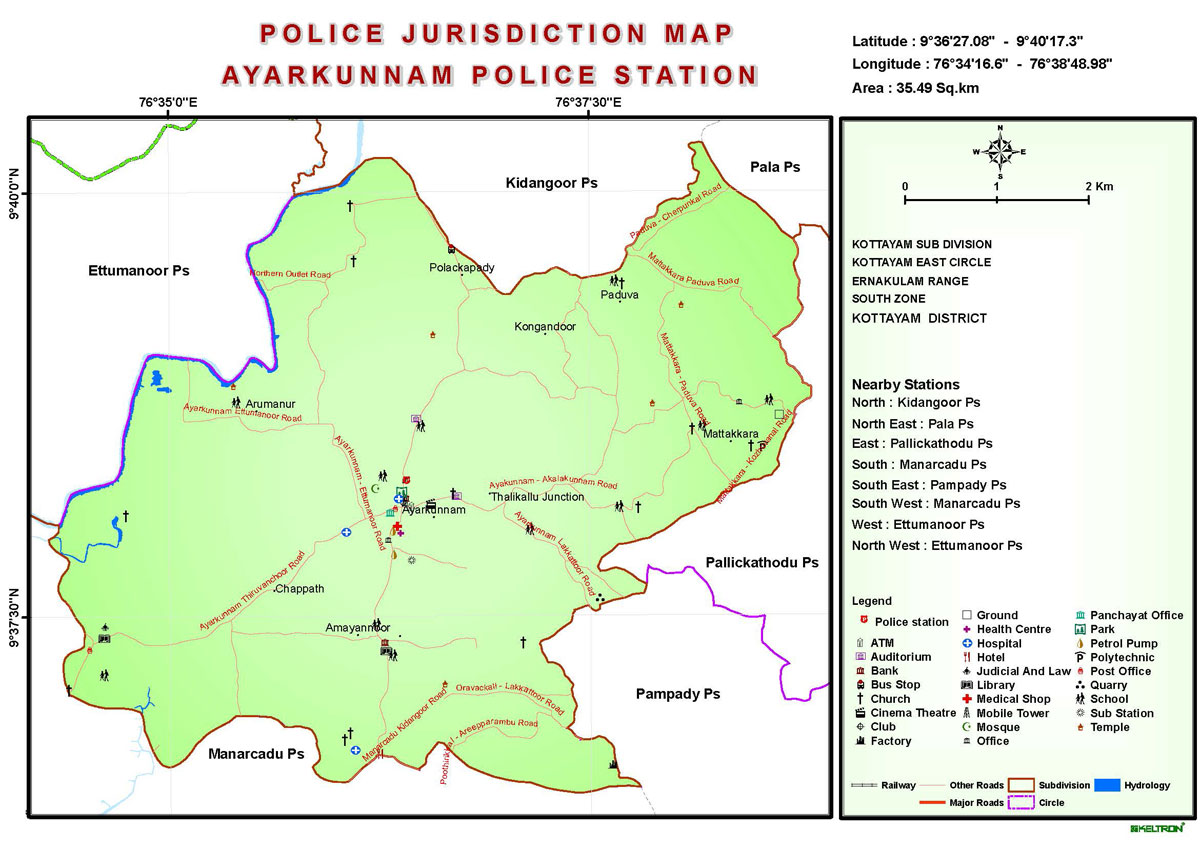 POLICE JURISDICTION MAP
AYARKUNNAM POLICE STATION
Latitude : 9°36'27.08" - 9°40'17.3"
Longitude : 76°34'16.6" - 76°38'48.98"
Area : 35.49 Sq.km
76°35'0"E
76°37'30"E
9°40'0"N
9°37'30"N
Pala Ps
Kidangoor Ps
Ettumanoor Ps
Paduva - Cherpunkal Road
Polackapady
Northern Outlet Road
Mattakkara Paduva Road
Paduva
Kongandoor
Mattakkara - Paduva Road
Arumanur
Ayarkunnam Ettumanoor Road
Mattakkara
Mattakkara - Kozhuvanal Road
Ayarkunnam - Ettumanoor Road
Ayarkunnam - Akalakunnam Road
Thalikallu Junction
Ayarkunnam
Ayarkunnam Lakkattoor Road
Pallickathodu Ps
Ayarkunnam Thiruvanchoor Road
Chappath
Amayannoor
Pampady Ps
Oravackall - Lakkattoor Road
Manarcadu Kidangoor Road
Poothirikkal - Areepparambu Road
Manarcadu Ps
N
W
E
S
0
1
2 Km
KOTTAYAM SUB DIVISION
KOTTAYAM EAST CIRCLE
ERNAKULAM RANGE
SOUTH ZONE
KOTTAYAM DISTRICT
Nearby Stations
North : Kidangoor Ps
North East : Pala Ps
East : Pallickathodu Ps
South : Manarcadu Ps
South East : Pampady Ps
South West : Manarcadu Ps
West : Ettumanoor Ps
North West : Ettumanoor Ps
Legend
Police station
ATM
Auditorium
Bank
Bus Stop
Church
Cinema Theatre
Club
Factory
Ground
Health Centre
Hospital
Hotel
Judicial And Law
Library
Medical Shop
Mobile Tower
Mosque
Office
Panchayat Office
Park
Petrol Pump
Polytechnic
Post Office
Quarry
School
Sub Station
Temple
Railway
Other Roads
Subdivision
Hydrology
Major Roads
Circle
KELTRON